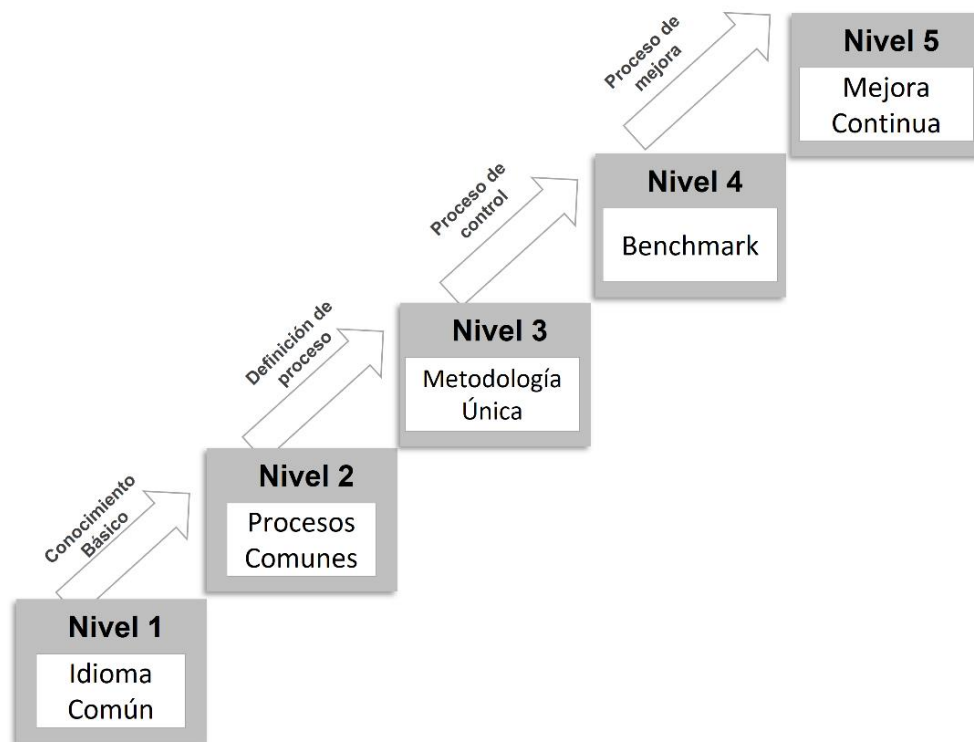 Proceso de
mejora
Nivel 5
Mejora
Continua
Proceso de
control
Nivel 4
Benchmark
Definición de
proceso
Nivel 3
Metodología
Única
Conocimiento
Básico
Nivel 2
Procesos
Comunes
Nivel 1
Idioma
Común